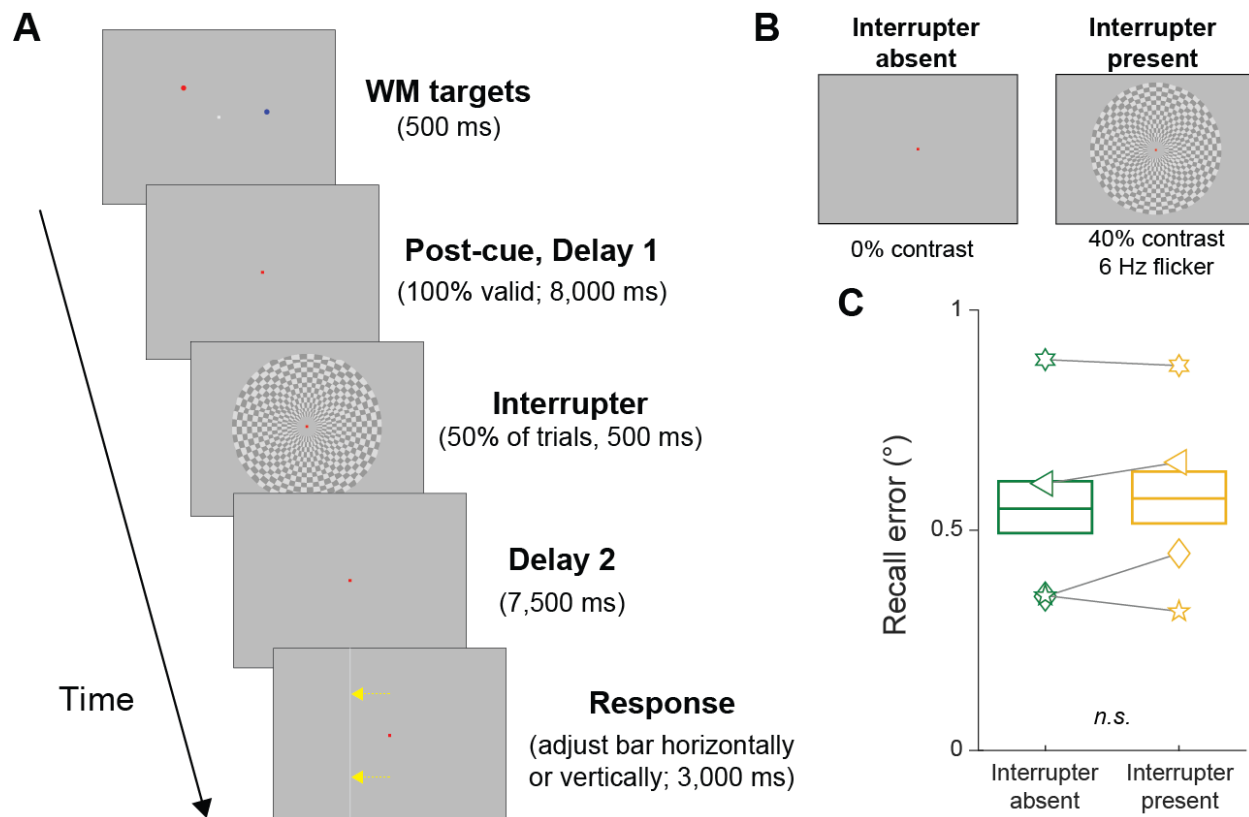 A
WM targets
(500 ms)
Post-cue, Delay 1
(100% valid; 8,000 ms)
Interrupter
(50% of trials, 500 ms)
Delay 2
(7,500 ms)
Time
Response
(adjust bar horizontally
or vertically; 3,000 ms)
B
Interrupter
absent
Interrupter
present
0% contrast
40% contrast
6 Hz flicker
C
1
0.5
0
Recall error (°)
n.s.
Interrupter
absent
Interrupter
present